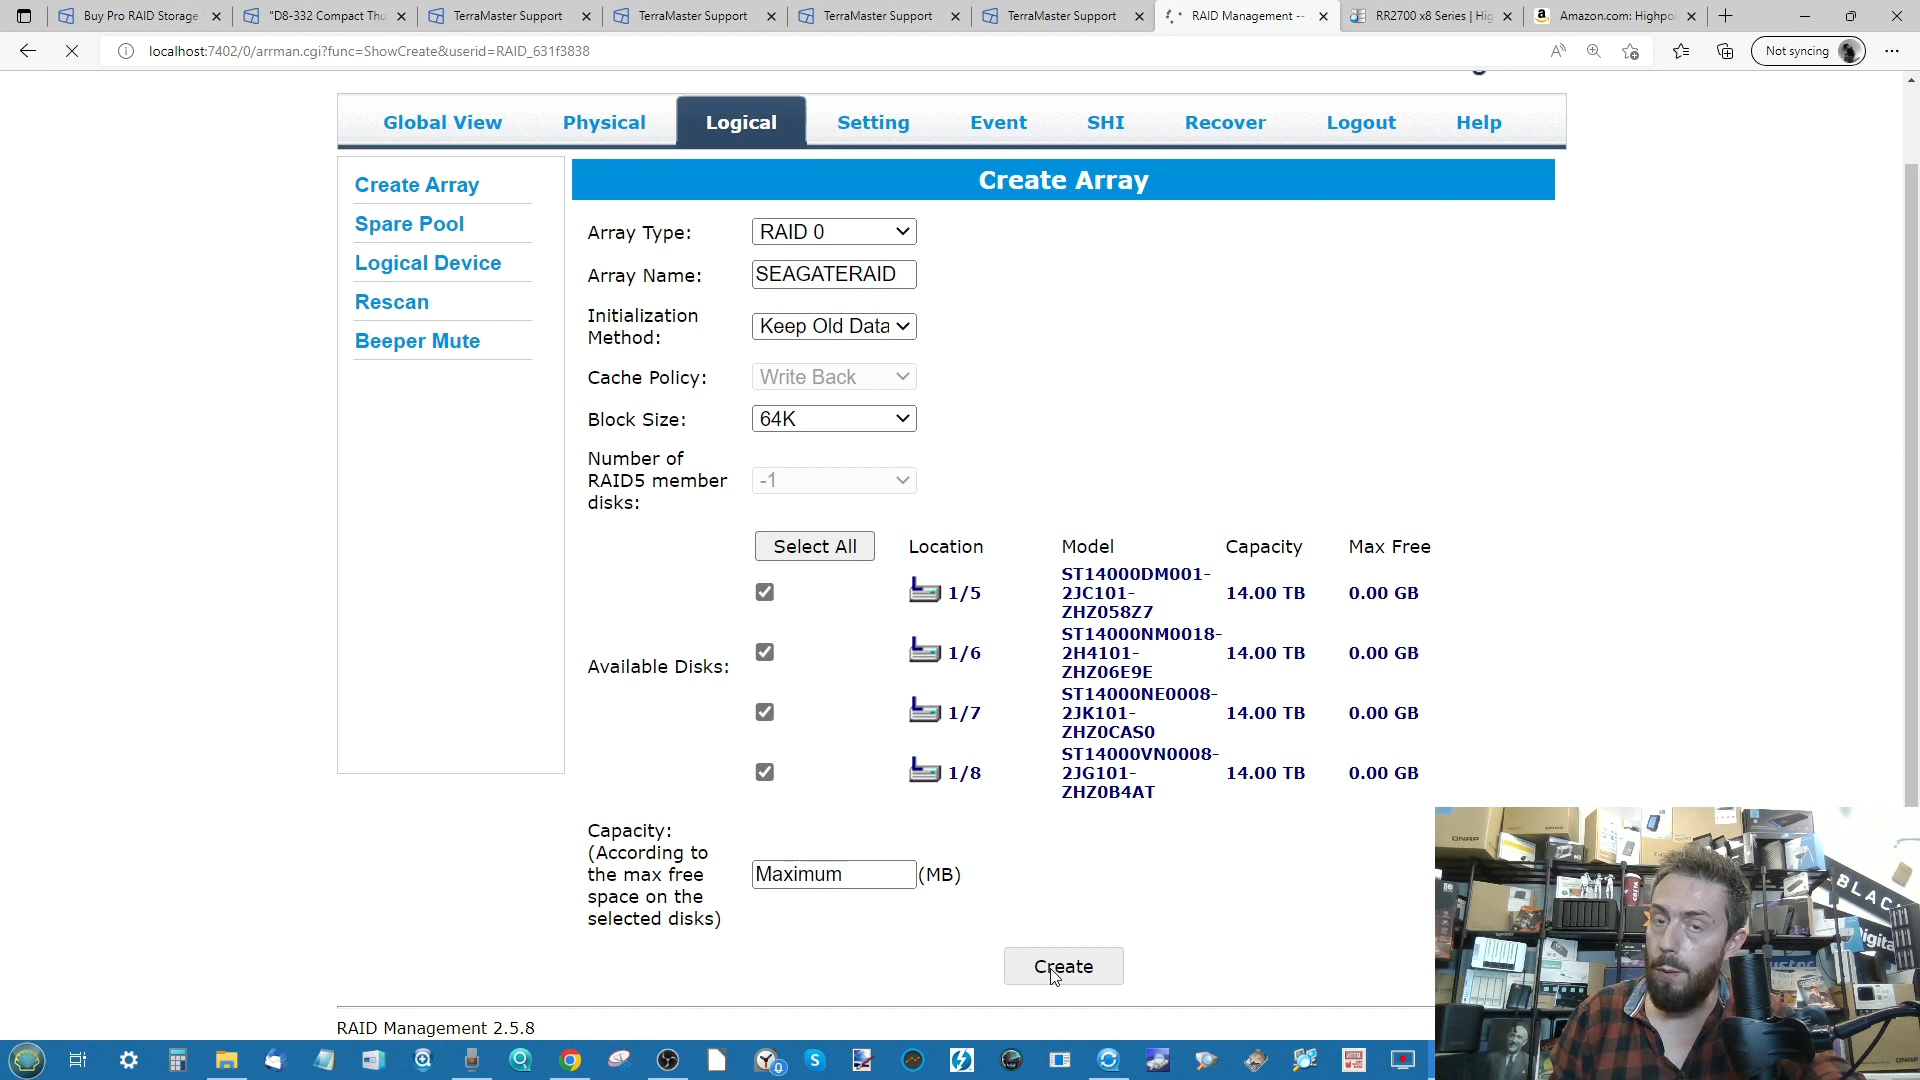 Buy Pro RAID Storage
"D8-332 Compact Thu
TerraMaster Support
TerraMaster Support
TerraMaster Support
TerraMaster Support
RAID Management --
RR2700 x8 Series | Hig
Amazon.com: Highpoi
localhost:7402/0/arrman.cgi?func=ShowCreate&userid=RAID_631f3838
Not syncing
Global View
Physical
Logical
Setting
Event
SHI
Recover
Logout
Help
Create Array
Spare Pool
Logical Device
Rescan
Beeper Mute
Create Array
Array Type:
RAID 0
Array Name:
SEAGATERAID
Initialization
Method:
Keep Old Data
Cache Policy:
Write Back
Block Size:
64K
Number of
RAID5 member
disks:
-1
Select All
Location
Model
Capacity
Max Free
Available Disks:
1/5
ST14000DM001-
2JC101-
ZHZ058Z7
14.00 TB
0.00 GB
1/6
ST14000NM0018-
2H4101-
ZHZ06E9E
14.00 TB
0.00 GB
1/7
ST14000NE0008-
2JK101-
ZHZ0CAS0
14.00 TB
0.00 GB
1/8
ST14000VN0008-
2JG101-
ZHZ0B4AT
14.00 TB
0.00 GB
Capacity:
(According to
the max free
space on the
selected disks)
Maximum
(MB)
Create
RAID Management 2.5.8
QNAP
BLAC